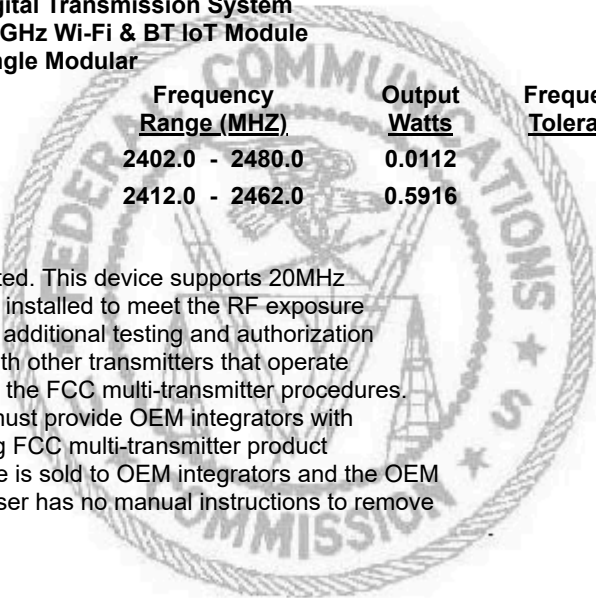 igital Transmission System
GHz Wi-Fi & BT IoT Module
ngle Modular
Frequency Output Freque
Range (MHZ) Watts Tolera
2402.0 - 2480.0 0.0112
2412.0 - 2462.0 0.5916
ted. This device supports 20MHz
installed to meet the RF exposure
additional testing and authorization
th other transmitters that operate
the FCC multi-transmitter procedures.
must provide OEM integrators with
g FCC multi-transmitter product
e is sold to OEM integrators and the OEM
ser has no manual instructions to remove
-
FEDERAL COMMUNICATIONS COMMISSION
★ U S ★